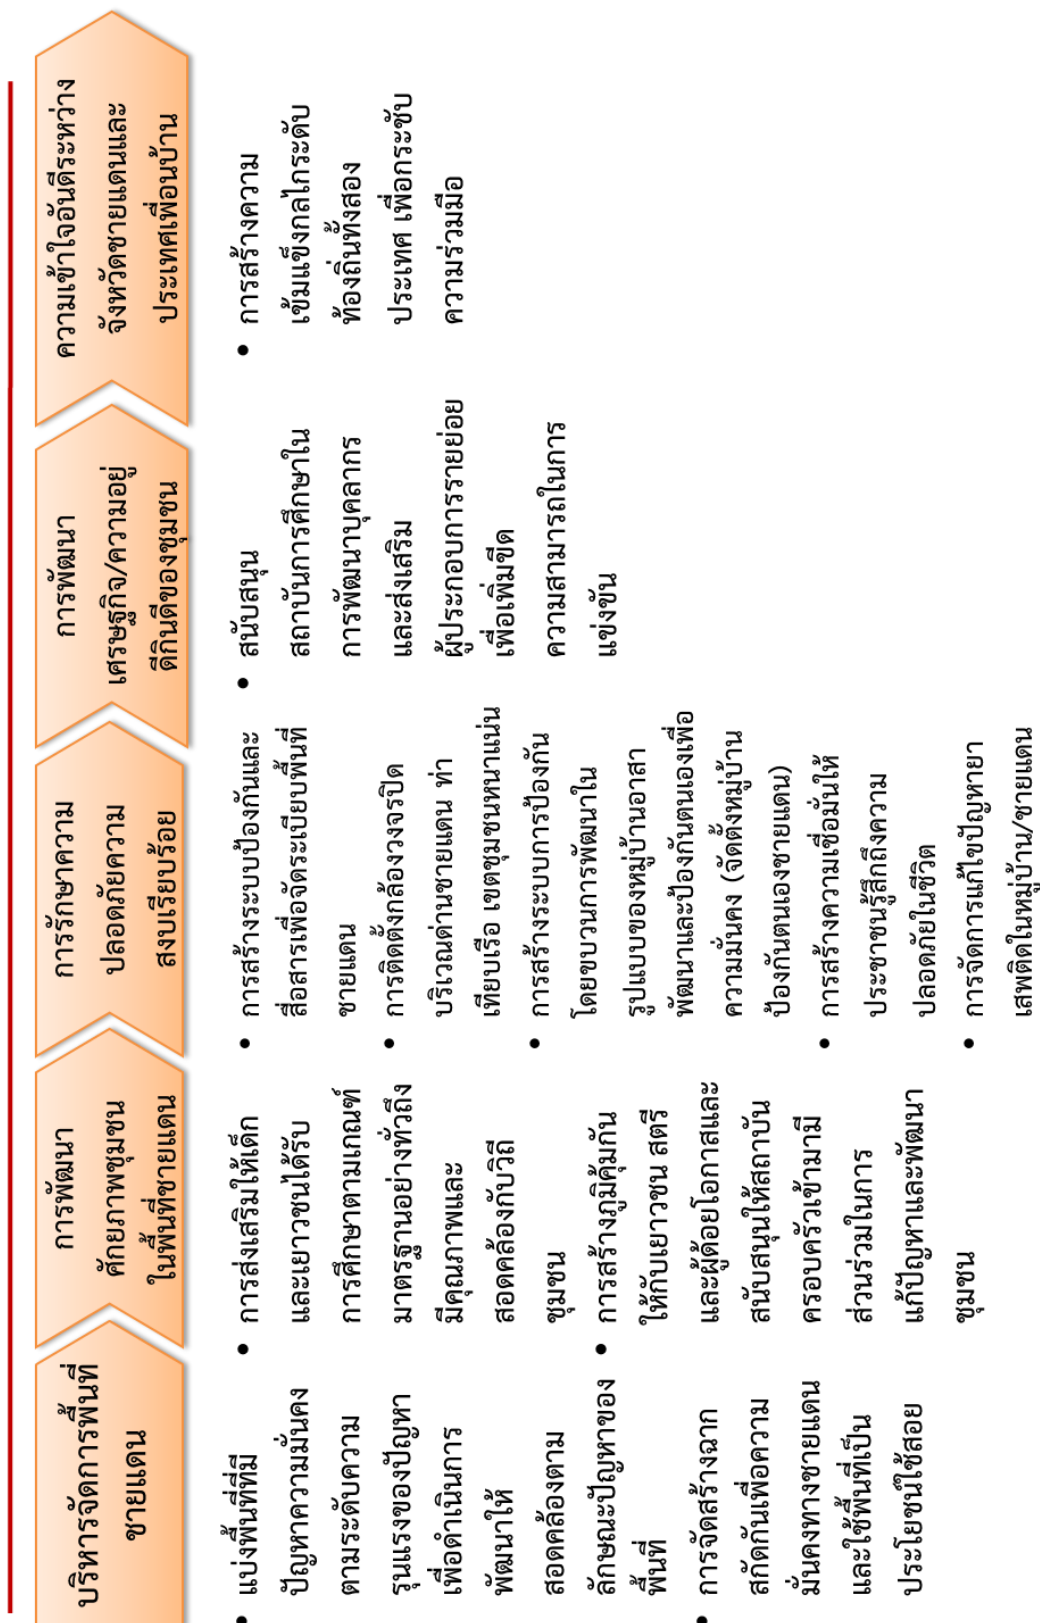 บริหารจัดการพื้นที่
ชายแดน
• แบ่งพื้นที่ที่มี
ปัญหาความมั่นคง
ตามระดับความ
รุนแรงของปัญหา
เพื่อดำเนินการ
พัฒนาให้
สอดคล้องตาม
ลักษณะปัญหาของ
พื้นที่
• การจัดสร้างฉาก
สกัดกั้นเพื่อความ
มั่นคงทางชายแดน
และใช้พื้นที่เป็น
ประโยชน์ใช้สอย
การพัฒนา
ศักยภาพชุมชน
ในพื้นที่ชายแดน
• การส่งเสริมให้เด็ก
และเยาวชนได้รับ
การศึกษาตามเกณฑ์
มาตรฐานอย่างทั่วถึง
มีคุณภาพและ
สอดคล้องกับวิถี
ชุมชน
• การสร้างภูมิคุ้มกัน
ให้กับเยาวชน สตรี
และผู้ด้อยโอกาสและ
สนับสนุนให้สถาบัน
ครอบครัวเข้ามามี
ส่วนร่วมในการ
แก้ปัญหาและพัฒนา
ชุมชน
การรักษาความ
ปลอดภัยความ
สงบเรียบร้อย
• การสร้างระบบป้องกันและ
สื่อสารเพื่อจัดระเบียบพื้นที่
ชายแดน
• การติดตั้งกล้องวงจรปิด
บริเวณด่านชายแดน ท่า
เทียบเรือ เขตชุมชนหนาแน่น
• การสร้างระบบการป้องกัน
โดยขบวนการพัฒนาใน
รูปแบบของหมู่บ้านอาสา
พัฒนาและป้องกันตนเองเพื่อ
ความมั่นคง (จัดตั้งหมู่บ้าน
ป้องกันตนเองชายแดน)
• การสร้างความเชื่อมั่นให้
ประชาชนรู้สึกถึงความ
ปลอดภัยในชีวิต
• การจัดการแก้ไขปัญหายา
เสพติดในหมู่บ้าน/ชายแดน
การพัฒนา
เศรษฐกิจ/ความอยู่
ดีกินดีของชุมชน
• สนับสนุน
สถาบันการศึกษาใน
การพัฒนาบุคลากร
และส่งเสริม
ผู้ประกอบการรายย่อย
เพื่อเพิ่มขีด
ความสามารถในการ
แข่งขัน
ความเข้าใจอันดีระหว่าง
จังหวัดชายแดนและ
ประเทศเพื่อนบ้าน
• การสร้างความ
เข้มแข็งกลไกระดับ
ท้องถิ่นทั้งสอง
ประเทศ เพื่อกระชับ
ความร่วมมือ